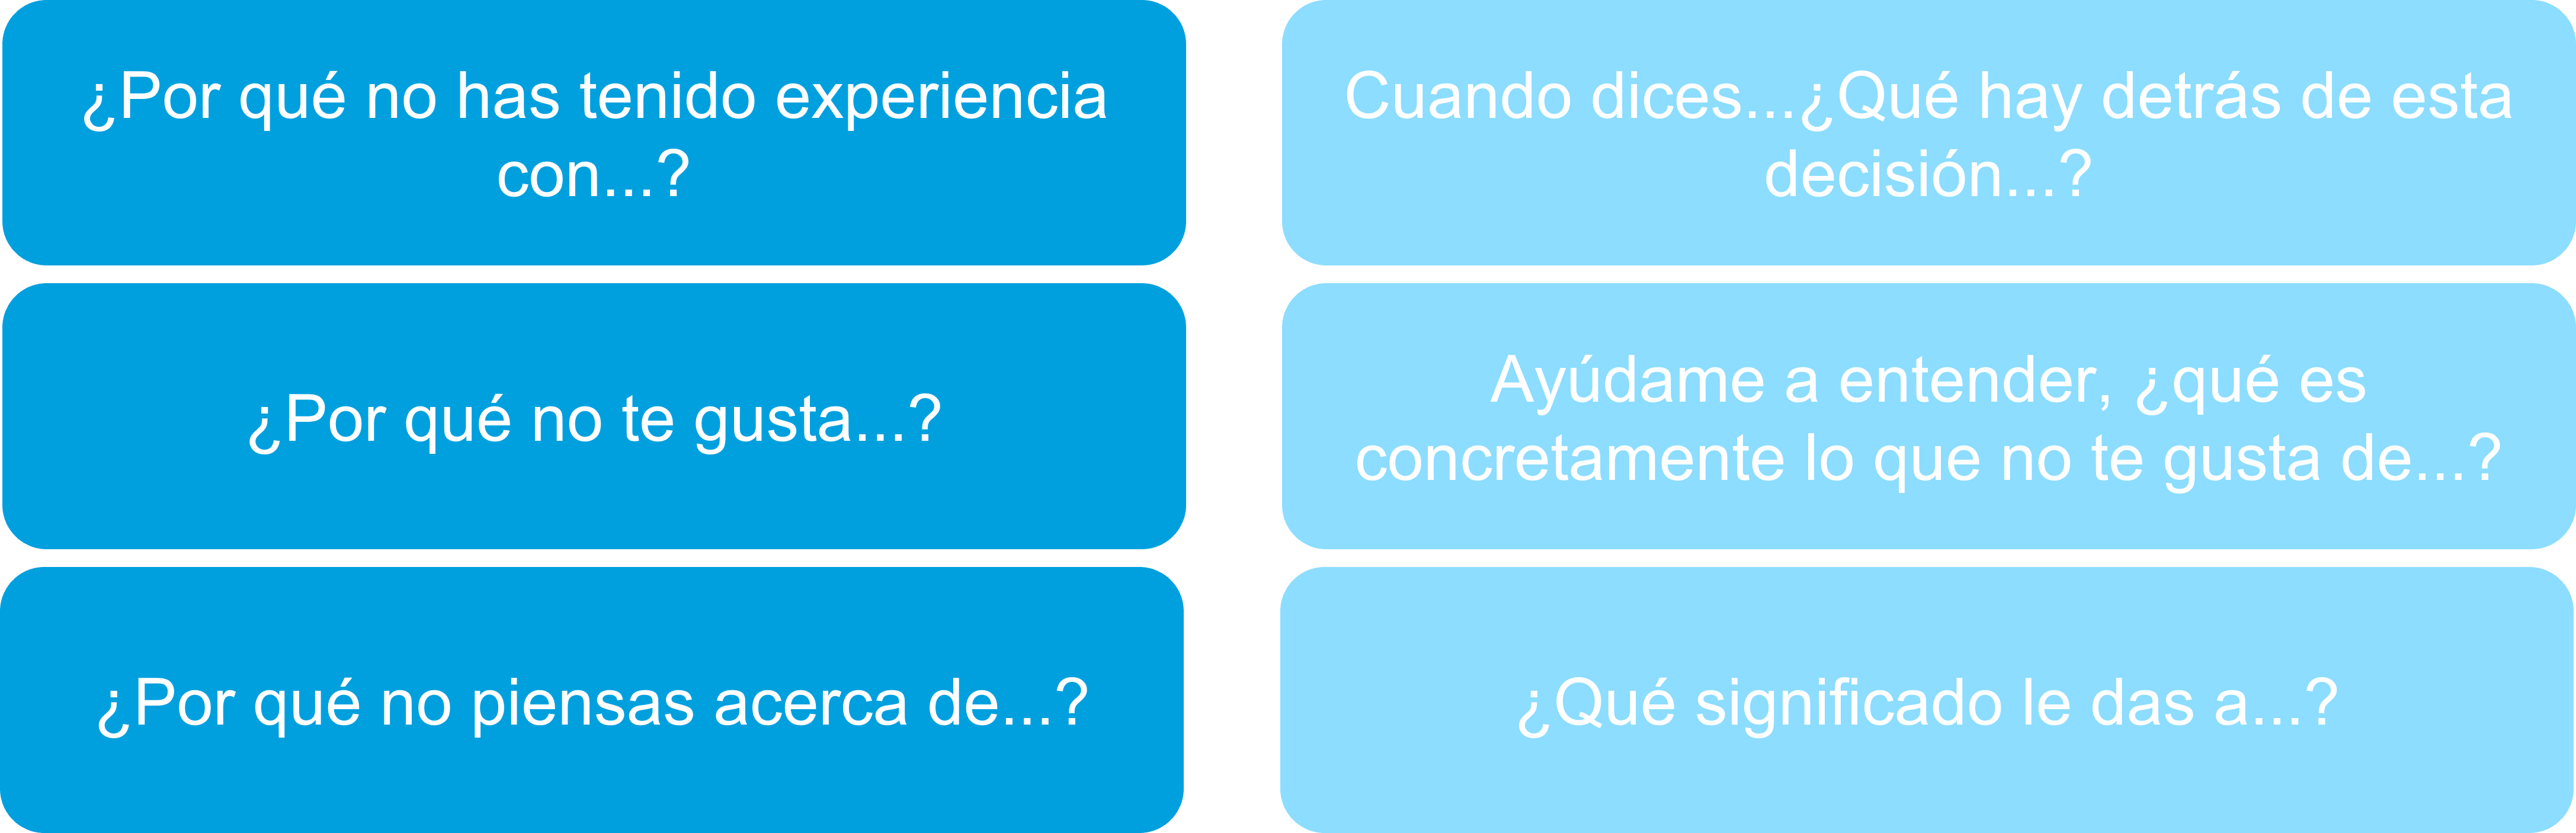 ¿Por qué no has tenido experiencia
con...?
Cuando dices...¿Qué hay detrás de esta
decisión...?
¿Por qué no te gusta...?
Ayúdame a entender, ¿qué es
concretamente lo que no te gusta de...?
¿Por qué no piensas acerca de...?
¿Qué significado le das a...?